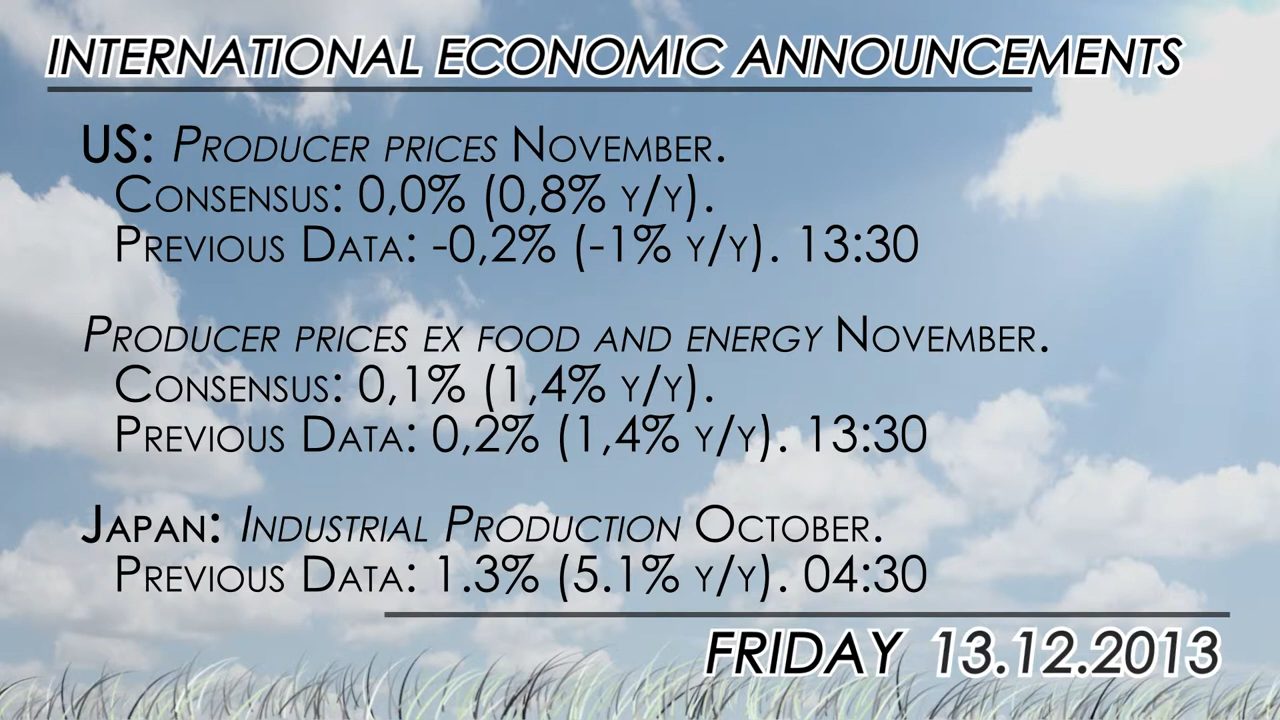 INTERNATIONAL ECONOMIC ANNOUNCEMENTS
US: Producer prices November.
Consensus: 0,0% (0,8% y/y).
Previous Data: -0,2% (-1% y/y). 13:30
Producer prices ex food and energy November.
Consensus: 0,1% (1,4% y/y).
Previous Data: 0,2% (1,4% y/y). 13:30
Japan: Industrial Production October.
Previous Data: 1.3% (5.1% y/y). 04:30
FRIDAY 13.12.2013